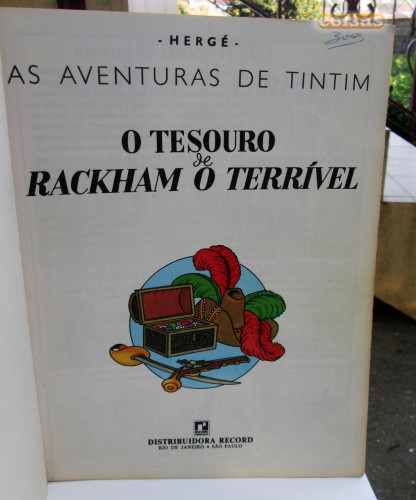 - HERGÉ -
AS AVENTURAS DE TINTIM
O TESOURO
de
RACKHAM O TERRÍVEL
DISTRIBUIDORA RECORD
RIO DE JANEIRO • SÃO PAULO